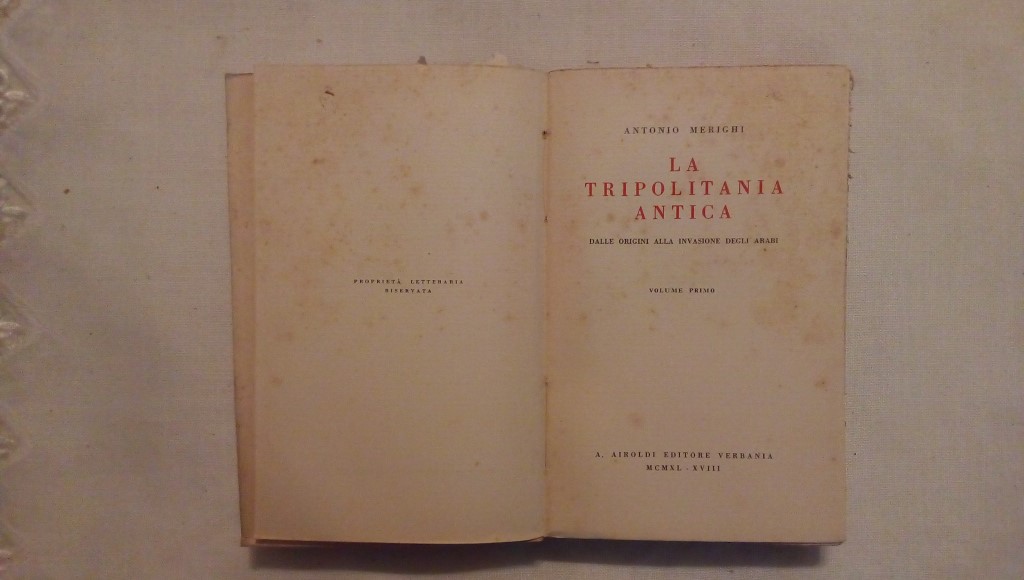 PROPRIETÀ LETTERARIA
RISERVATA
ANTONIO MERIGHI
LA
TRIPOLITANIA
ANTICA
DALLE ORIGINI ALLA INVASIONE DEGLI ARABI
VOLUME PRIMO
A. AIROLDI EDITORE VERBANIA
MCMXL - XVIII